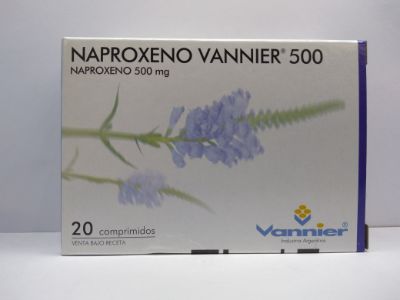 NAPROXENO VANNIER® 500
NAPROXENO 500 mg
20 comprimidos
VENTA BAJO RECETA
Vannier®
Industria Argentina